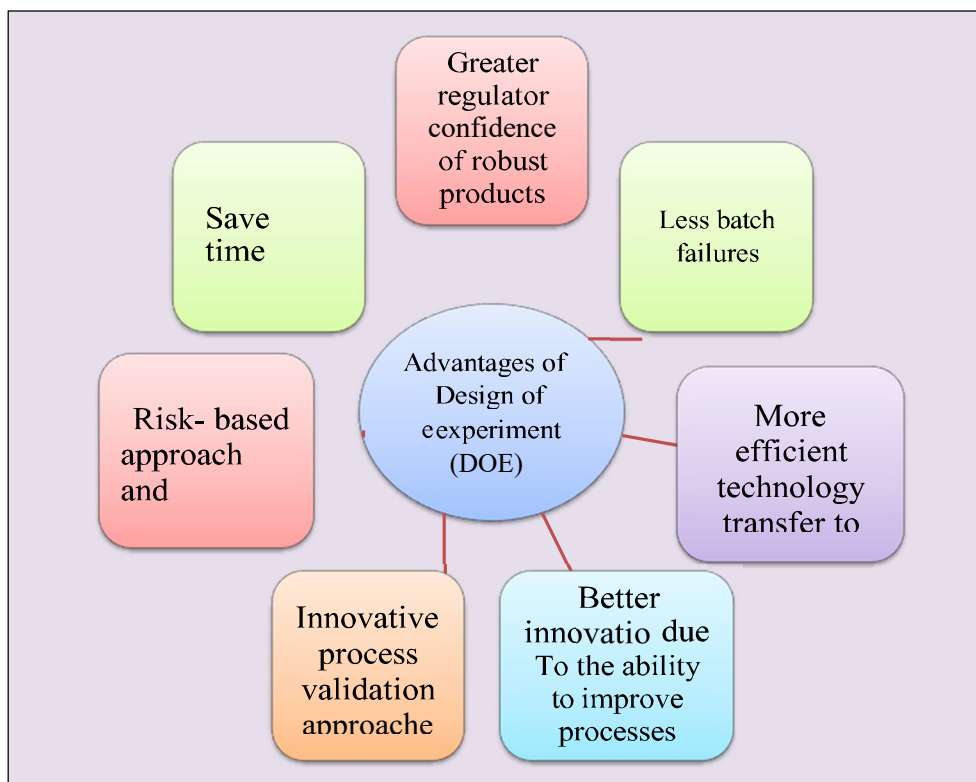 Greater
regulator
confidence
of robust
products
Save
time
Less batch
failures
Advantages of
Design of
eexperiment
(DOE)
Risk- based
approach
and
More
efficient
technology
transfer to
Innovative
process
validation
approache
Better
innovatio due
To the ability
to improve
processes